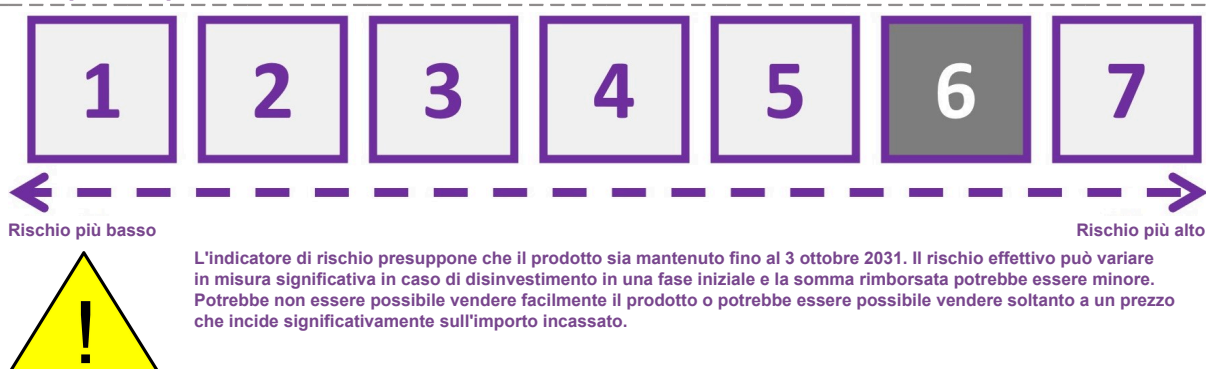 1 2 3 4 5 6 7
Rischio più basso Rischio più alto
L'indicatore di rischio presuppone che il prodotto sia mantenuto fino al 3 ottobre 2031. Il rischio effettivo può variare
in misura significativa in caso di disinvestimento in una fase iniziale e la somma rimborsata potrebbe essere minore.
Potrebbe non essere possibile vendere facilmente il prodotto o potrebbe essere possibile vendere soltanto a un prezzo
che incide significativamente sull'importo incassato.
!